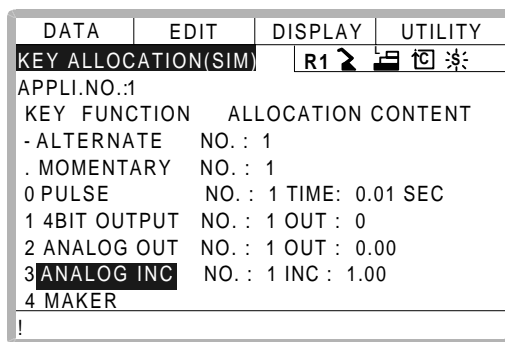 DATA EDIT DISPLAY UTILITY
KEY ALLOCATION(SIM) R1 C S
APPLI.NO.:1
KEY FUNCTION ALLOCATION CONTENT
- ALTERNATE NO. : 1
. MOMENTARY NO. : 1
0 PULSE NO. : 1 TIME: 0.01 SEC
1 4BIT OUTPUT NO. : 1 OUT : 0
2 ANALOG OUT NO. : 1 OUT : 0.00
3 ANALOG INC NO. : 1 INC : 1.00
4 MAKER
!